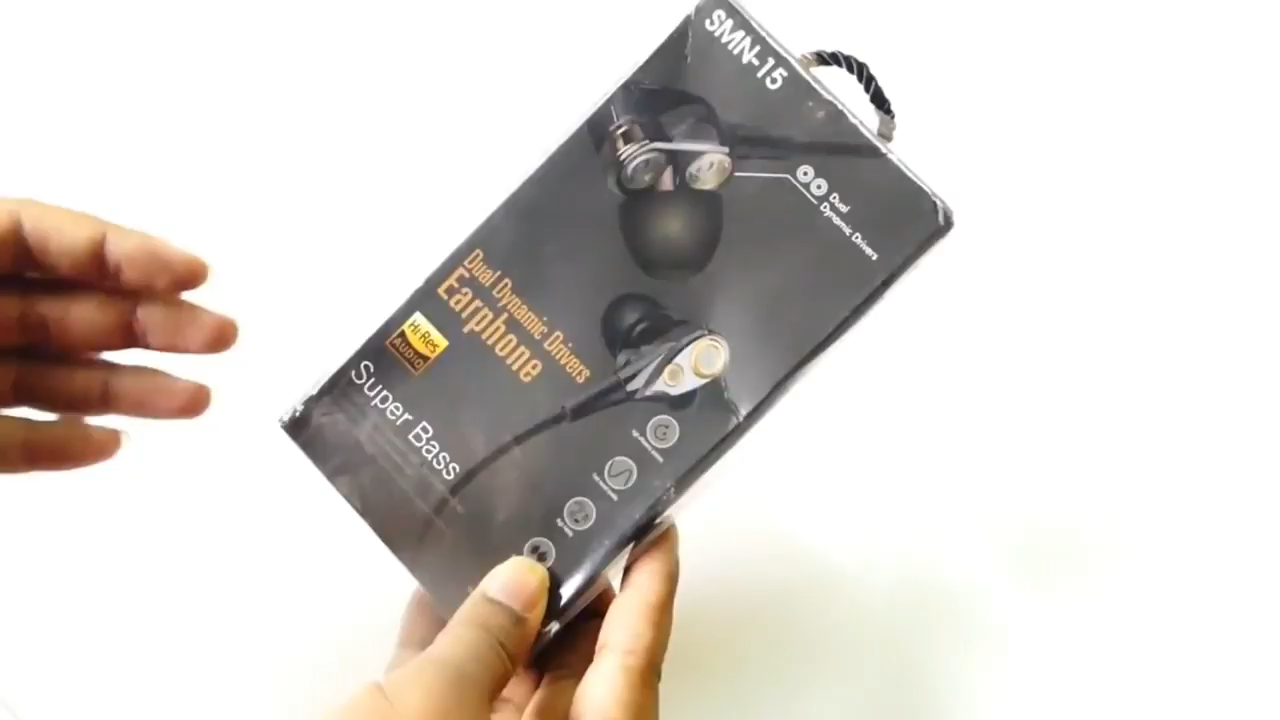 SMN-15
Dual
Dynamic Drivers
Dual Dynamic Drivers
Earphone
Hi-Res
AUDIO
Super Bass